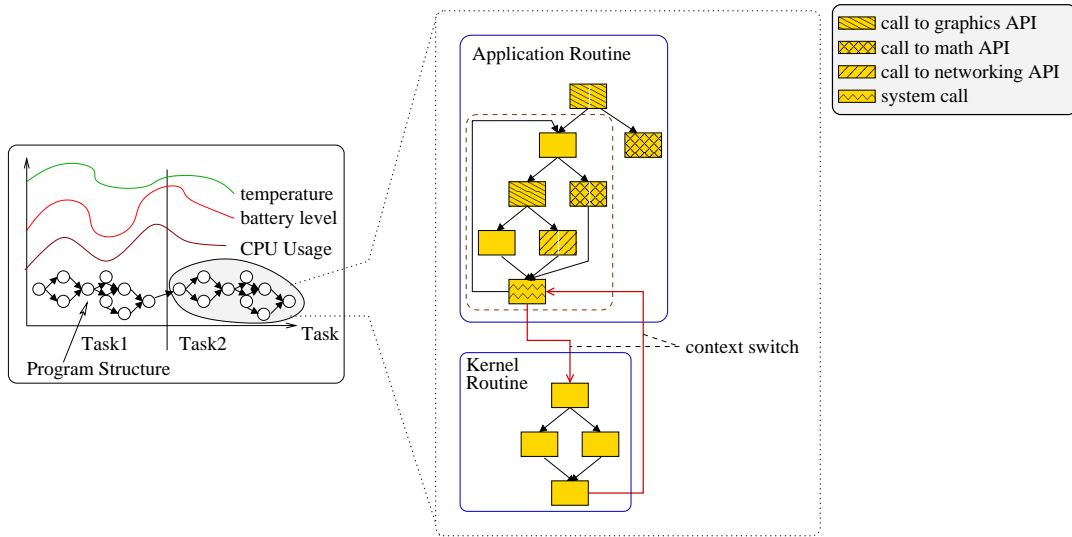 temperature
battery level
CPU Usage
Task
Task1
Task2
Program Structure
Application Routine
Kernel
Routine
context switch
call to graphics API
call to math API
call to networking API
system call